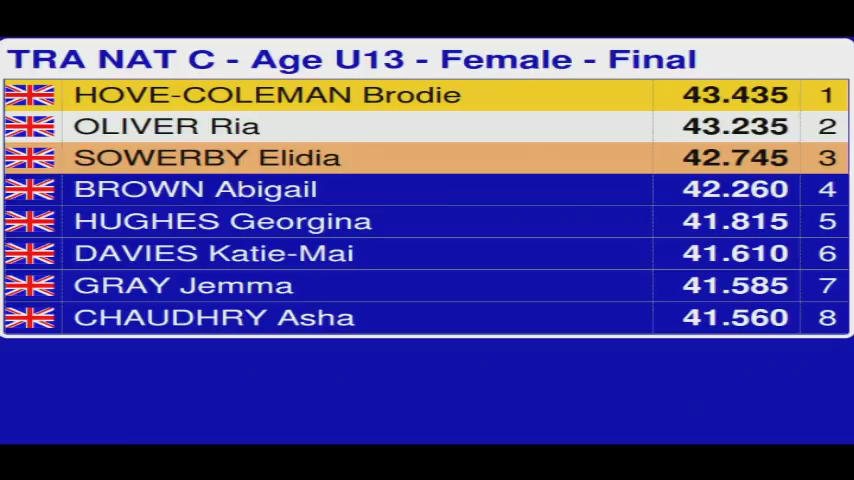 TRA NAT C - Age U13 - Female - Final
HOVE-COLEMAN Brodie 43.435 1
OLIVER Ria 43.235 2
SOWERBY Elidia 42.745 3
BROWN Abigail 42.260 4
HUGHES Georgina 41.815 5
DAVIES Katie-Mai 41.610 6
GRAY Jemma 41.585 7
CHAUDHRY Asha 41.560 8